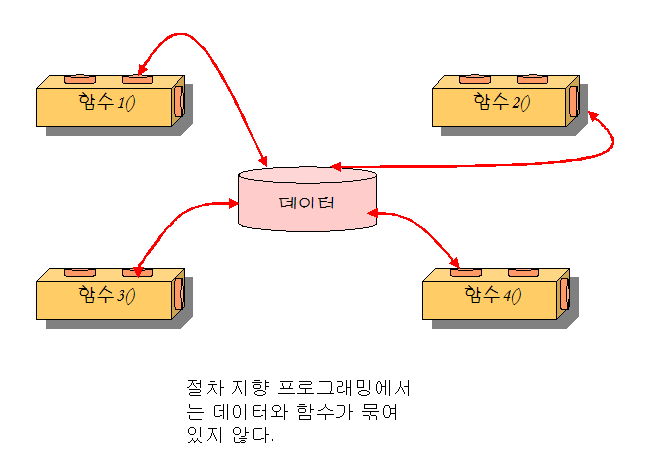 함수1()
함수2()
데이터
함수3()
함수4()
절차 지향 프로그래밍에서
는 데이터와 함수가 묶여
있지 않다.